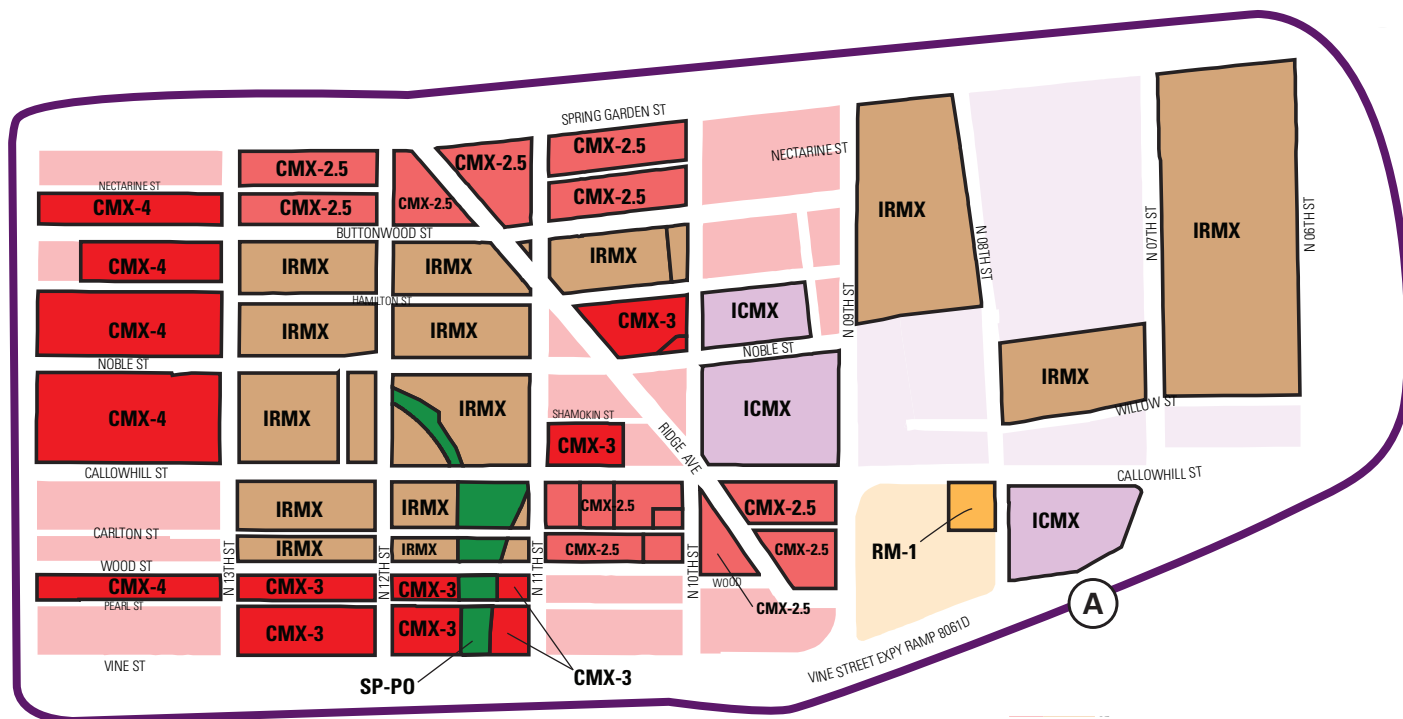 SPRING GARDEN ST
NECTARINE ST
CMX-2.5
CMX-2.5
CMX-2.5
NECTARINE ST
CMX-4
CMX-2.5
CMX-2.5
CMX-2.5
BUTTONWOOD ST
IRMX
IRMX
N 08TH ST
N 07TH ST
N 06TH ST
CMX-4
IRMX
IRMX
IRMX
HAMILTON ST
N 09TH ST
CMX-4
IRMX
IRMX
CMX-3
ICMX
NOBLE ST
NOBLE ST
IRMX
WILLOW ST
CMX-4
IRMX
IRMX
SHAMOKIN ST
CMX-3
RIDGE AVE
ICMX
CALLOWHILL ST
CALLOWHILL ST
IRMX
IRMX
CMX-2.5
CMX-2.5
ICMX
CARLTON ST
N 13TH ST
IRMX
N 12TH ST
IRMX
N 11TH ST
CMX-2.5
N 10TH ST
CMX-2.5
RM-1
WOOD ST
CMX-4
CMX-3
CMX-3
WOOD
CMX-2.5
PEARL ST
A
CMX-3
CMX-3
VINE ST
VINE STREET EXPY RAMP 8061D
SP-PO
CMX-3